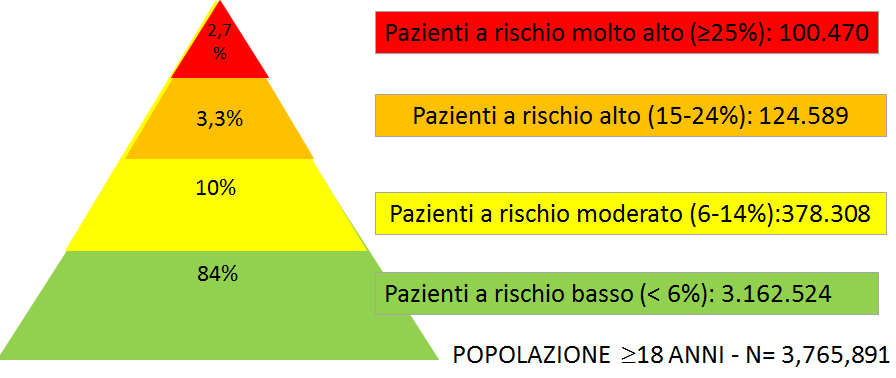 2,7
%
Pazienti a rischio molto alto (≥25%): 100.470
3,3%
Pazienti a rischio alto (15-24%): 124.589
10%
Pazienti a rischio moderato (6-14%):378.308
84%
Pazienti a rischio basso (< 6%): 3.162.524
POPOLAZIONE ≥18 ANNI - N= 3,765,891